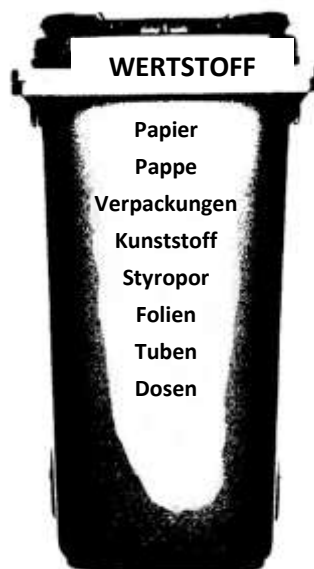 WERTSTOFF
Papier
Pappe
Verpackungen
Kunststoff
Styropor
Folien
Tuben
Dosen